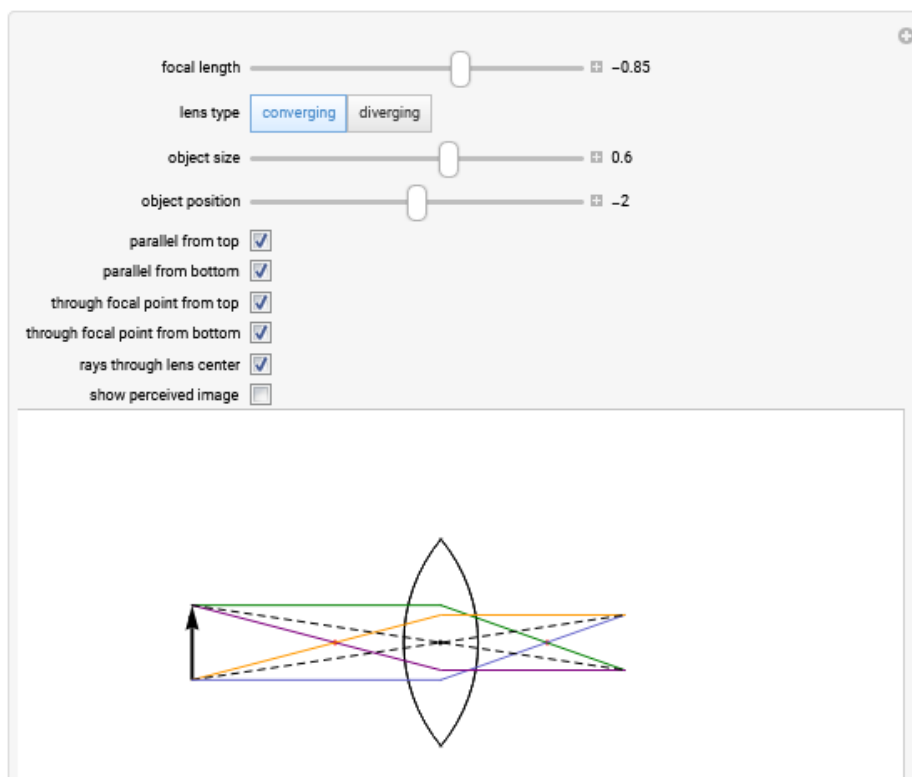 focal length −0.85
lens type converging diverging
object size 0.6
object position −2
parallel from top
parallel from bottom
through focal point from top
through focal point from bottom
rays through lens center
show perceived image